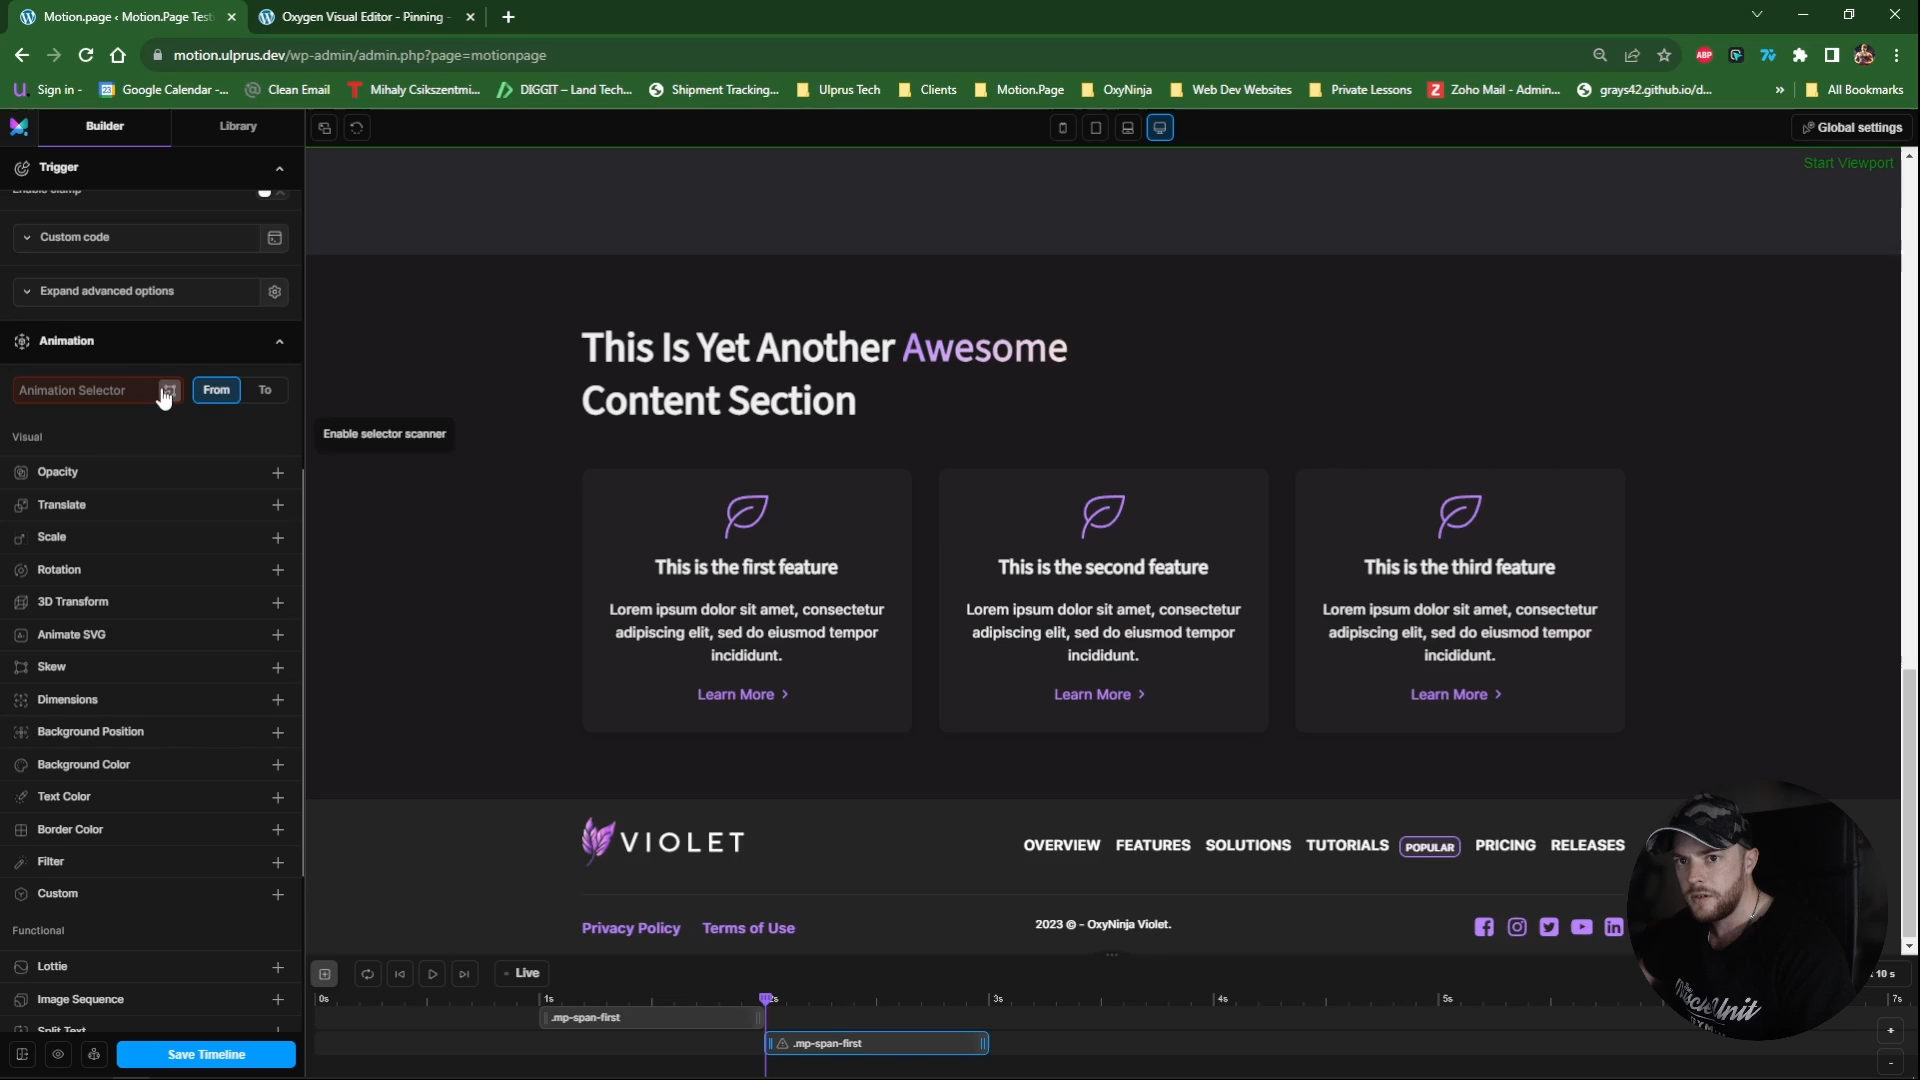 Motion.page ‹ Motion.Page Testi
Oxygen Visual Editor - Pinning -
motion.ulprus.dev/wp-admin/admin.php?page=motionpage
Sign in -
Google Calendar -...
Clean Email
Mihaly Csikszentmi...
DIGGIT – Land Tech...
Shipment Tracking...
Ulprus Tech
Clients
Motion.Page
OxyNinja
Web Dev Websites
Private Lessons
Zoho Mail - Admin...
grays42.github.io/d...
»
All Bookmarks
Builder
Library
Global settings
Trigger
Start Viewport
Enable clamp
Custom code
Expand advanced options
Animation
Animation Selector
From
To
Enable selector scanner
Visual
Opacity
Translate
Scale
Rotation
3D Transform
Animate SVG
Skew
Dimensions
Background Position
Background Color
Text Color
Border Color
Filter
Custom
Functional
Lottie
Image Sequence
Split Text
Save Timeline
This Is Yet Another Awesome
Content Section
This is the first feature
Lorem ipsum dolor sit amet, consectetur
adipiscing elit, sed do eiusmod tempor
incididunt.
Learn More >
This is the second feature
Lorem ipsum dolor sit amet, consectetur
adipiscing elit, sed do eiusmod tempor
incididunt.
Learn More >
This is the third feature
Lorem ipsum dolor sit amet, consectetur
adipiscing elit, sed do eiusmod tempor
incididunt.
Learn More >
VIOLET
OVERVIEW FEATURES SOLUTIONS TUTORIALS POPULAR PRICING RELEASES
Privacy Policy Terms of Use
2023 © - OxyNinja Violet.
Live
10 s
0s 1s 2s 3s 4s 5s 7s
.mp-span-first
.mp-span-first